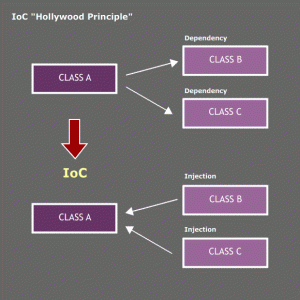 IoC "Hollywood Principle"
Dependency
CLASS B
CLASS A
Dependency
CLASS C
IoC
Injection
CLASS B
CLASS A
Injection
CLASS C